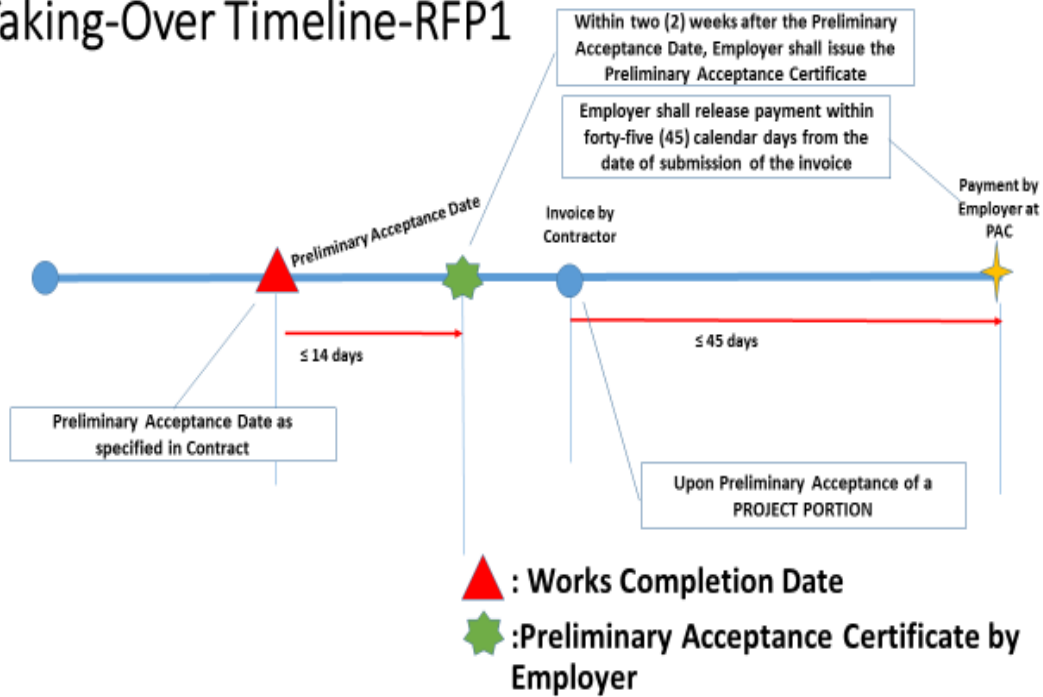 Taking-Over Timeline-RFP1
Within two (2) weeks after the Preliminary
Acceptance Date, Employer shall issue the
Preliminary Acceptance Certificate
Employer shall release payment within
forty-five (45) calendar days from the
date of submission of the invoice
Payment by
Employer at
PAC
Preliminary Acceptance Date
Invoice by
Contractor
≤ 14 days
≤ 45 days
Preliminary Acceptance Date as
specified in Contract
Upon Preliminary Acceptance of a
PROJECT PORTION
: Works Completion Date
:Preliminary Acceptance Certificate by
Employer